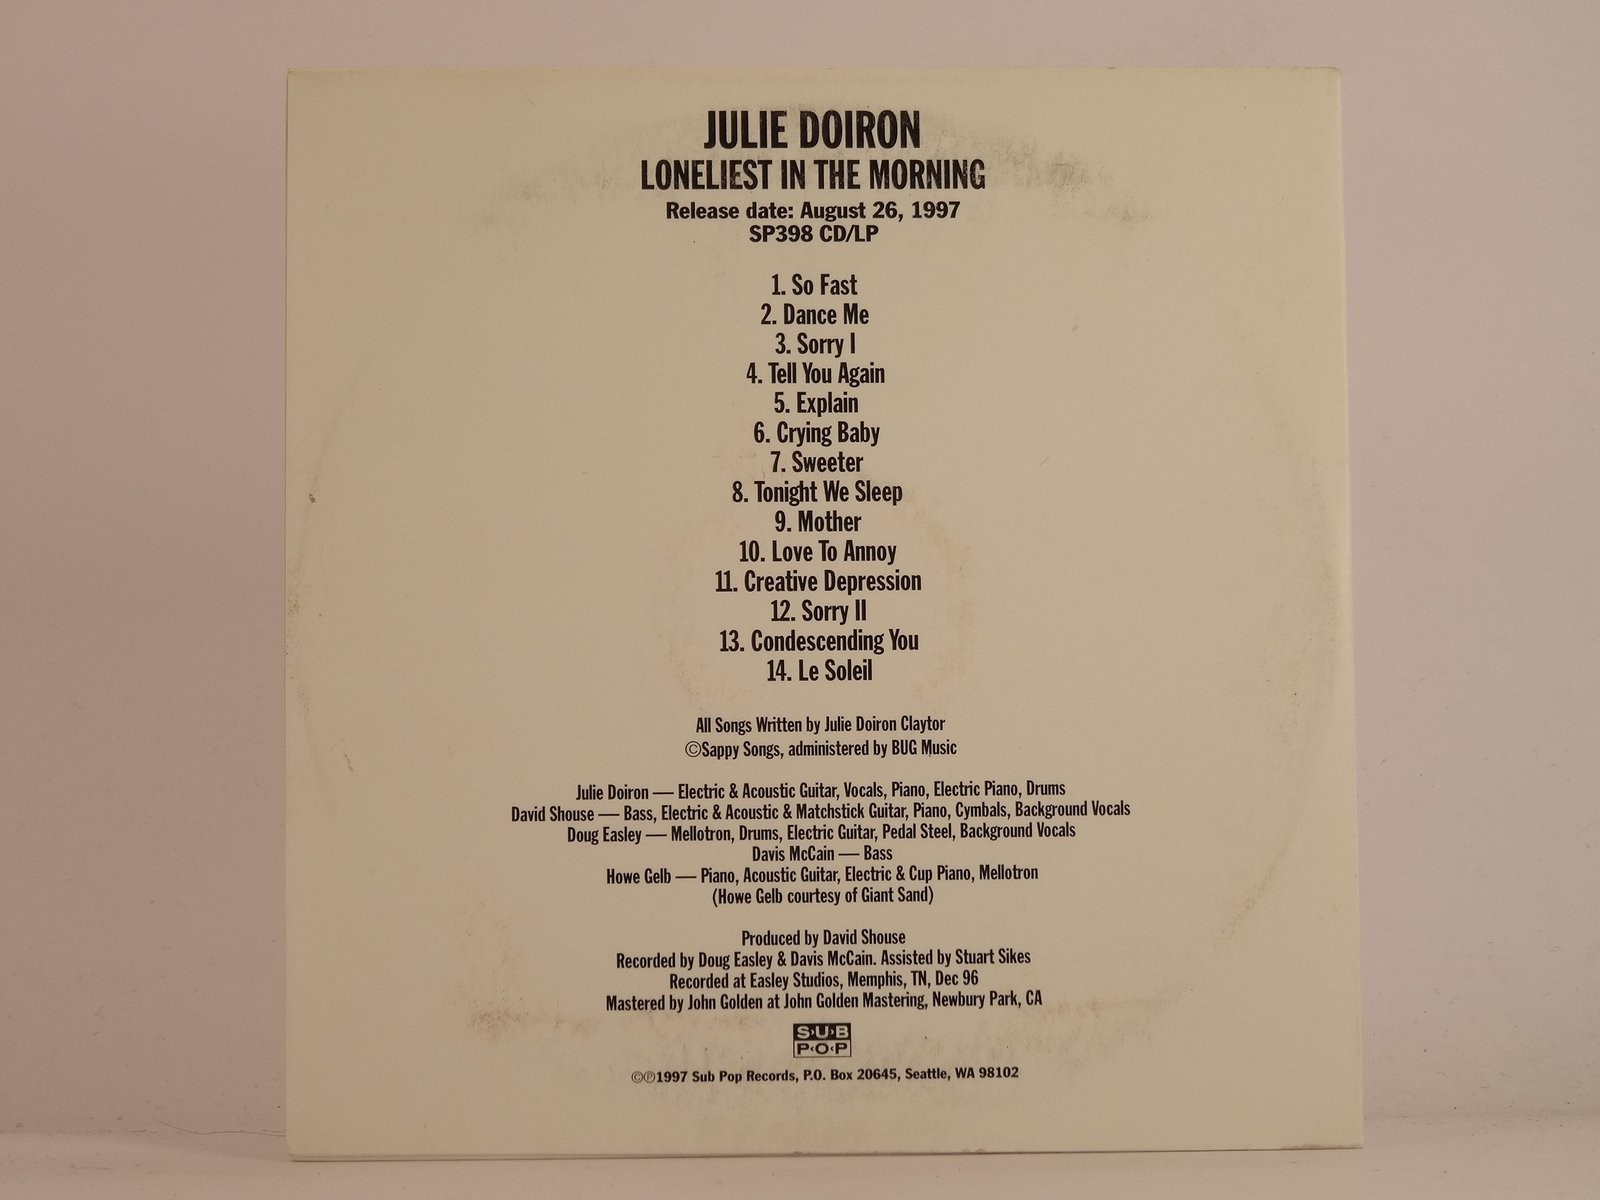 JULIE DOIRON
LONELIEST IN THE MORNING
Release date: August 26, 1997
SP398 CD/LP
1. So Fast
2. Dance Me
3. Sorry I
4. Tell You Again
5. Explain
6. Crying Baby
7. Sweeter
8. Tonight We Sleep
9. Mother
10. Love To Annoy
11. Creative Depression
12. Sorry II
13. Condescending You
14. Le Soleil
All Songs Written by Julie Doiron Claytor
©Sappy Songs, administered by BUG Music
Julie Doiron — Electric & Acoustic Guitar, Vocals, Piano, Electric Piano, Drums
David Shouse — Bass, Electric & Acoustic & Matchstick Guitar, Piano, Cymbals, Background Vocals
Doug Easley — Mellotron, Drums, Electric Guitar, Pedal Steel, Background Vocals
Davis McCain — Bass
Howe Gelb — Piano, Acoustic Guitar, Electric & Cup Piano, Mellotron
(Howe Gelb courtesy of Giant Sand)
Produced by David Shouse
Recorded by Doug Easley & Davis McCain. Assisted by Stuart Sikes
Recorded at Easley Studios, Memphis, TN, Dec 96
Mastered by John Golden at John Golden Mastering, Newbury Park, CA
SUB
POP
©℗1997 Sub Pop Records, P.O. Box 20645, Seattle, WA 98102